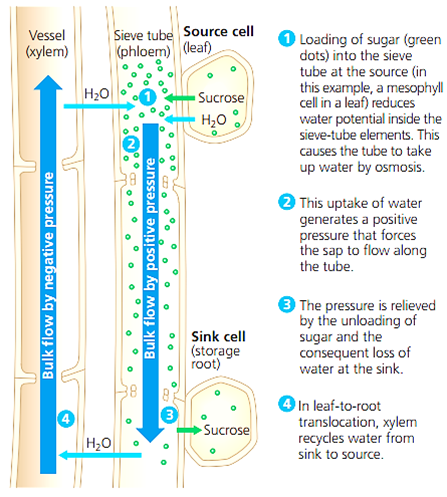 Vessel
(xylem)
Sieve tube
(phloem)
Source cell
(leaf)
H₂O
1
Sucrose
H₂O
2
Bulk flow by negative pressure
Bulk flow by positive pressure
Sink cell
(storage
root)
3
4
Sucrose
H₂O
1 Loading of sugar (green
dots) into the sieve
tube at the source (in
this example, a mesophyll
cell in a leaf) reduces
water potential inside the
sieve-tube elements. This
causes the tube to take
up water by osmosis.
2 This uptake of water
generates a positive
pressure that forces
the sap to flow along
the tube.
3 The pressure is relieved
by the unloading of
sugar and the
consequent loss of
water at the sink.
4 In leaf-to-root
translocation, xylem
recycles water from
sink to source.